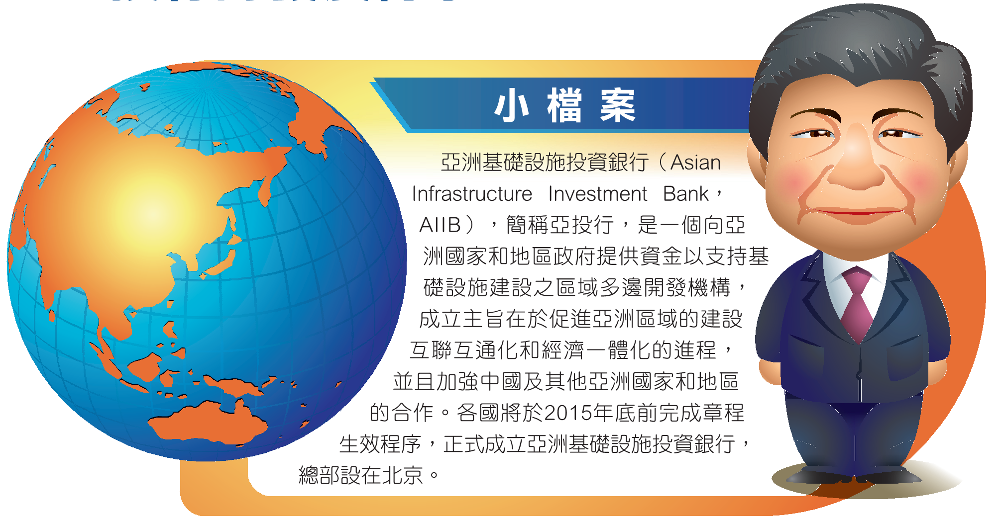 小檔案
亞洲基礎設施投資銀行（Asian
Infrastructure Investment Bank，
AIIB），簡稱亞投行，是一個向亞
洲國家和地區政府提供資金以支持基
礎設施建設之區域多邊開發機構，
成立主旨在於促進亞洲區域的建設
互聯互通化和經濟一體化的進程，
並且加強中國及其他亞洲國家和地區
的合作。各國將於2015年底前完成章程
生效程序，正式成立亞洲基礎設施投資銀行，
總部設在北京。